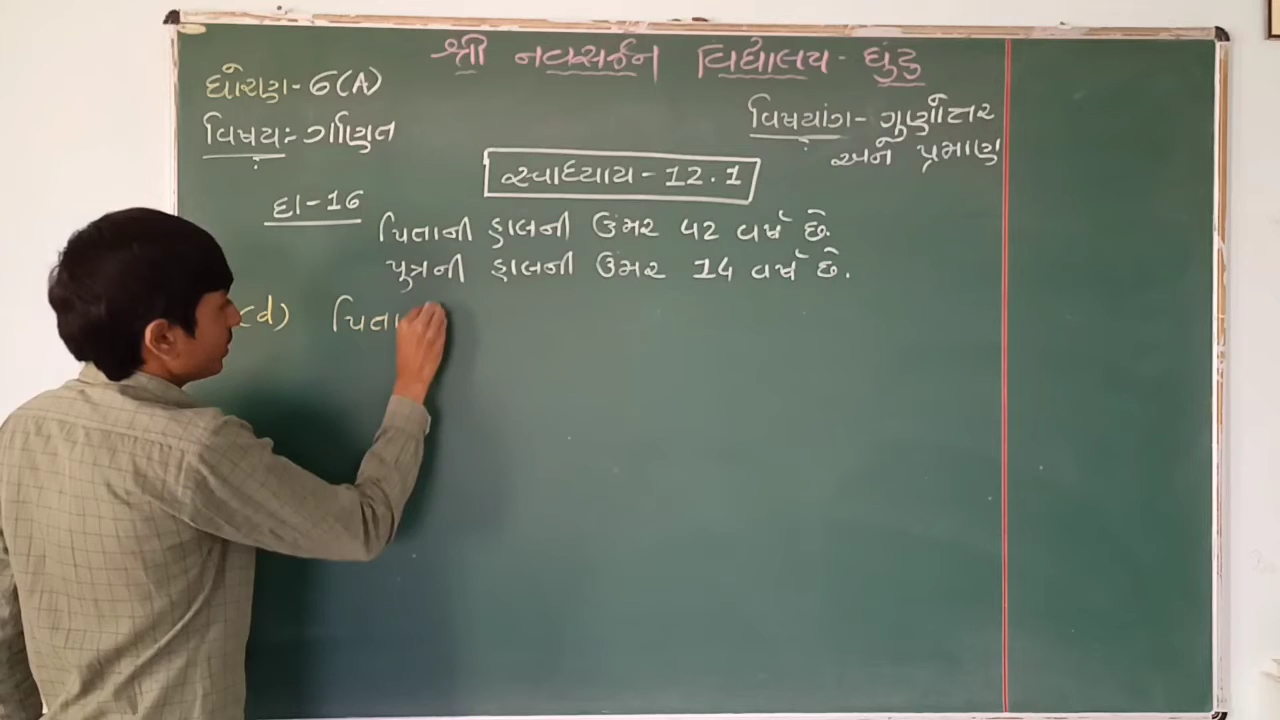 શ્રી નવસર્જન વિદ્યાલય - ઘુંટુ
ધોરણ - 6 (A)
વિષય:- ગણિત
વિષયાંગ - ગુણોત્તર
અને પ્રમાણ
સ્વાધ્યાય - 12.1
દા-16
પિતાની હાલની ઉંમર 42 વર્ષ છે.
પુત્રની હાલની ઉંમર 14 વર્ષ છે.
(d) પિતા